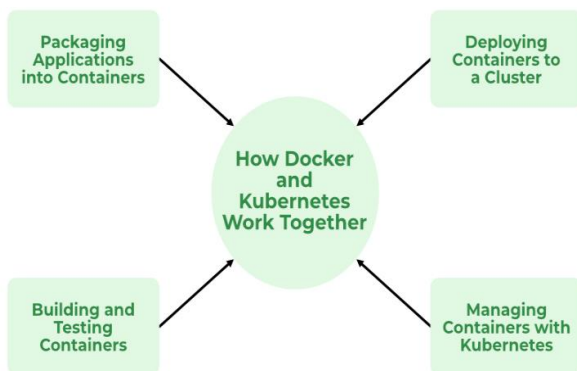 Packaging
Applications
into Containers
Deploying
Containers to
a Cluster
How Docker
and
Kubernetes
Work Together
Building and
Testing
Containers
Managing
Containers with
Kubernetes